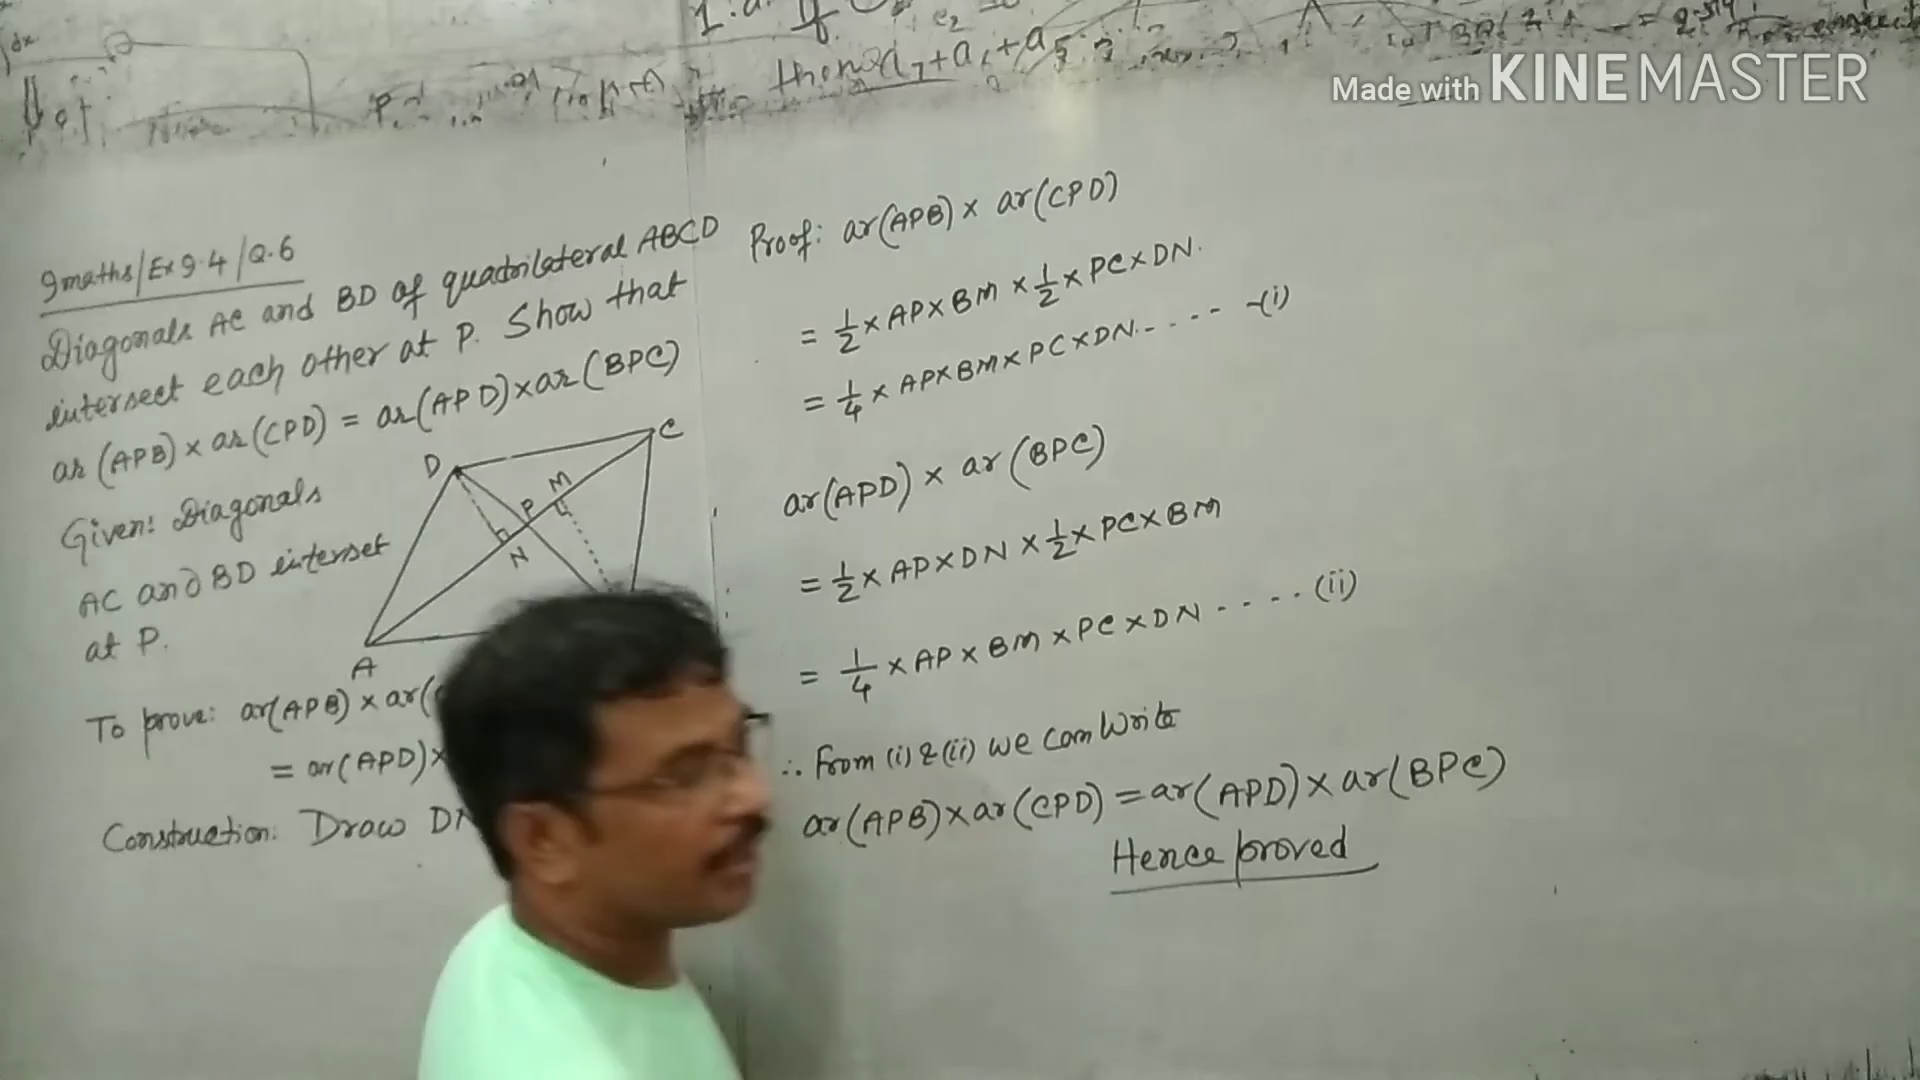 Made with KINEMASTER
9maths/Ex 9.4/Q.6
Diagonals AC and BD of quadrilateral ABCD
intersect each other at P. Show that
ar (APB) × ar (CPD) = ar (APD) × ar (BPC)
Given: Diagonals
AC and BD interset
at P.
D
C
M
P
N
A
To prove: ar(APB) × ar(
= ar(APD) ×
Construction: Draw DN
Proof: ar(APB) × ar(CPD)
= 1/2 × AP × BM × 1/2 × PC × DN.
= 1/4 × AP × BM × PC × DN. - - - - (i)
ar(APD) × ar(BPC)
= 1/2 × AP × DN × 1/2 × PC × BM
= 1/4 × AP × BM × PC × DN - - - - (ii)
∴ From (i) & (ii) we can write
ar(APB) × ar(CPD) = ar(APD) × ar(BPC)
Hence proved